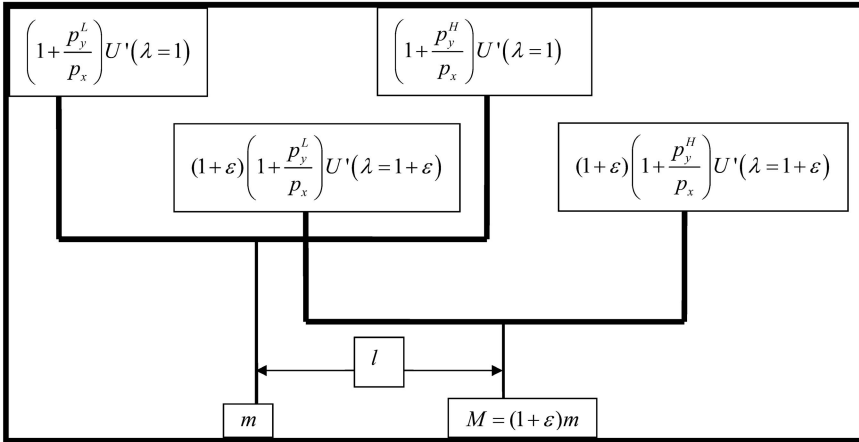 (1 + p_y^L / p_x) U'(λ = 1)
(1 + p_y^H / p_x) U'(λ = 1)
(1 + ε) (1 + p_y^L / p_x) U'(λ = 1 + ε)
(1 + ε) (1 + p_y^H / p_x) U'(λ = 1 + ε)
l
m
M = (1 + ε)m